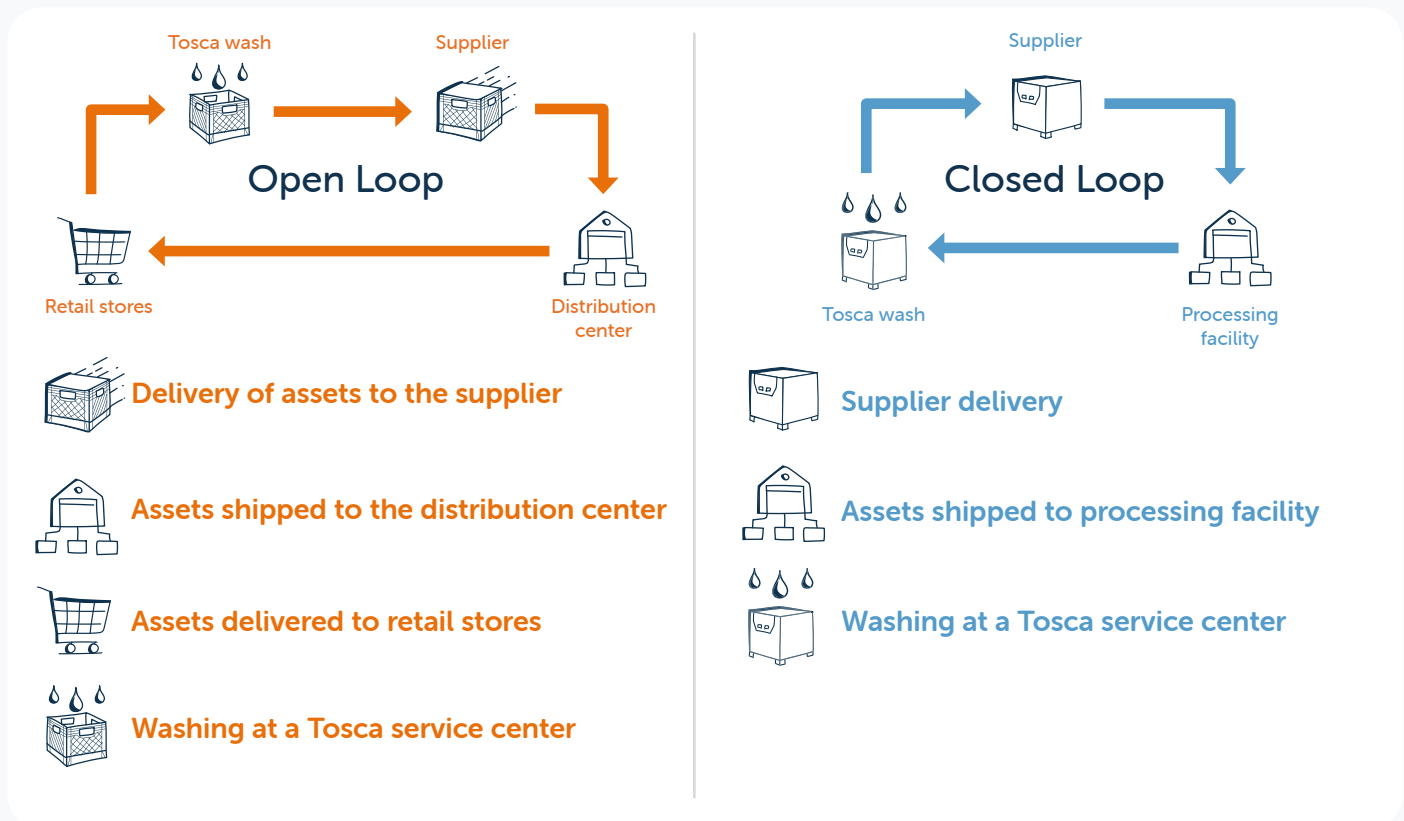 Tosca wash
Supplier
Open Loop
Retail stores
Distribution
center
Delivery of assets to the supplier
Assets shipped to the distribution center
Assets delivered to retail stores
Washing at a Tosca service center
Supplier
Closed Loop
Tosca wash
Processing
facility
Supplier delivery
Assets shipped to processing facility
Washing at a Tosca service center